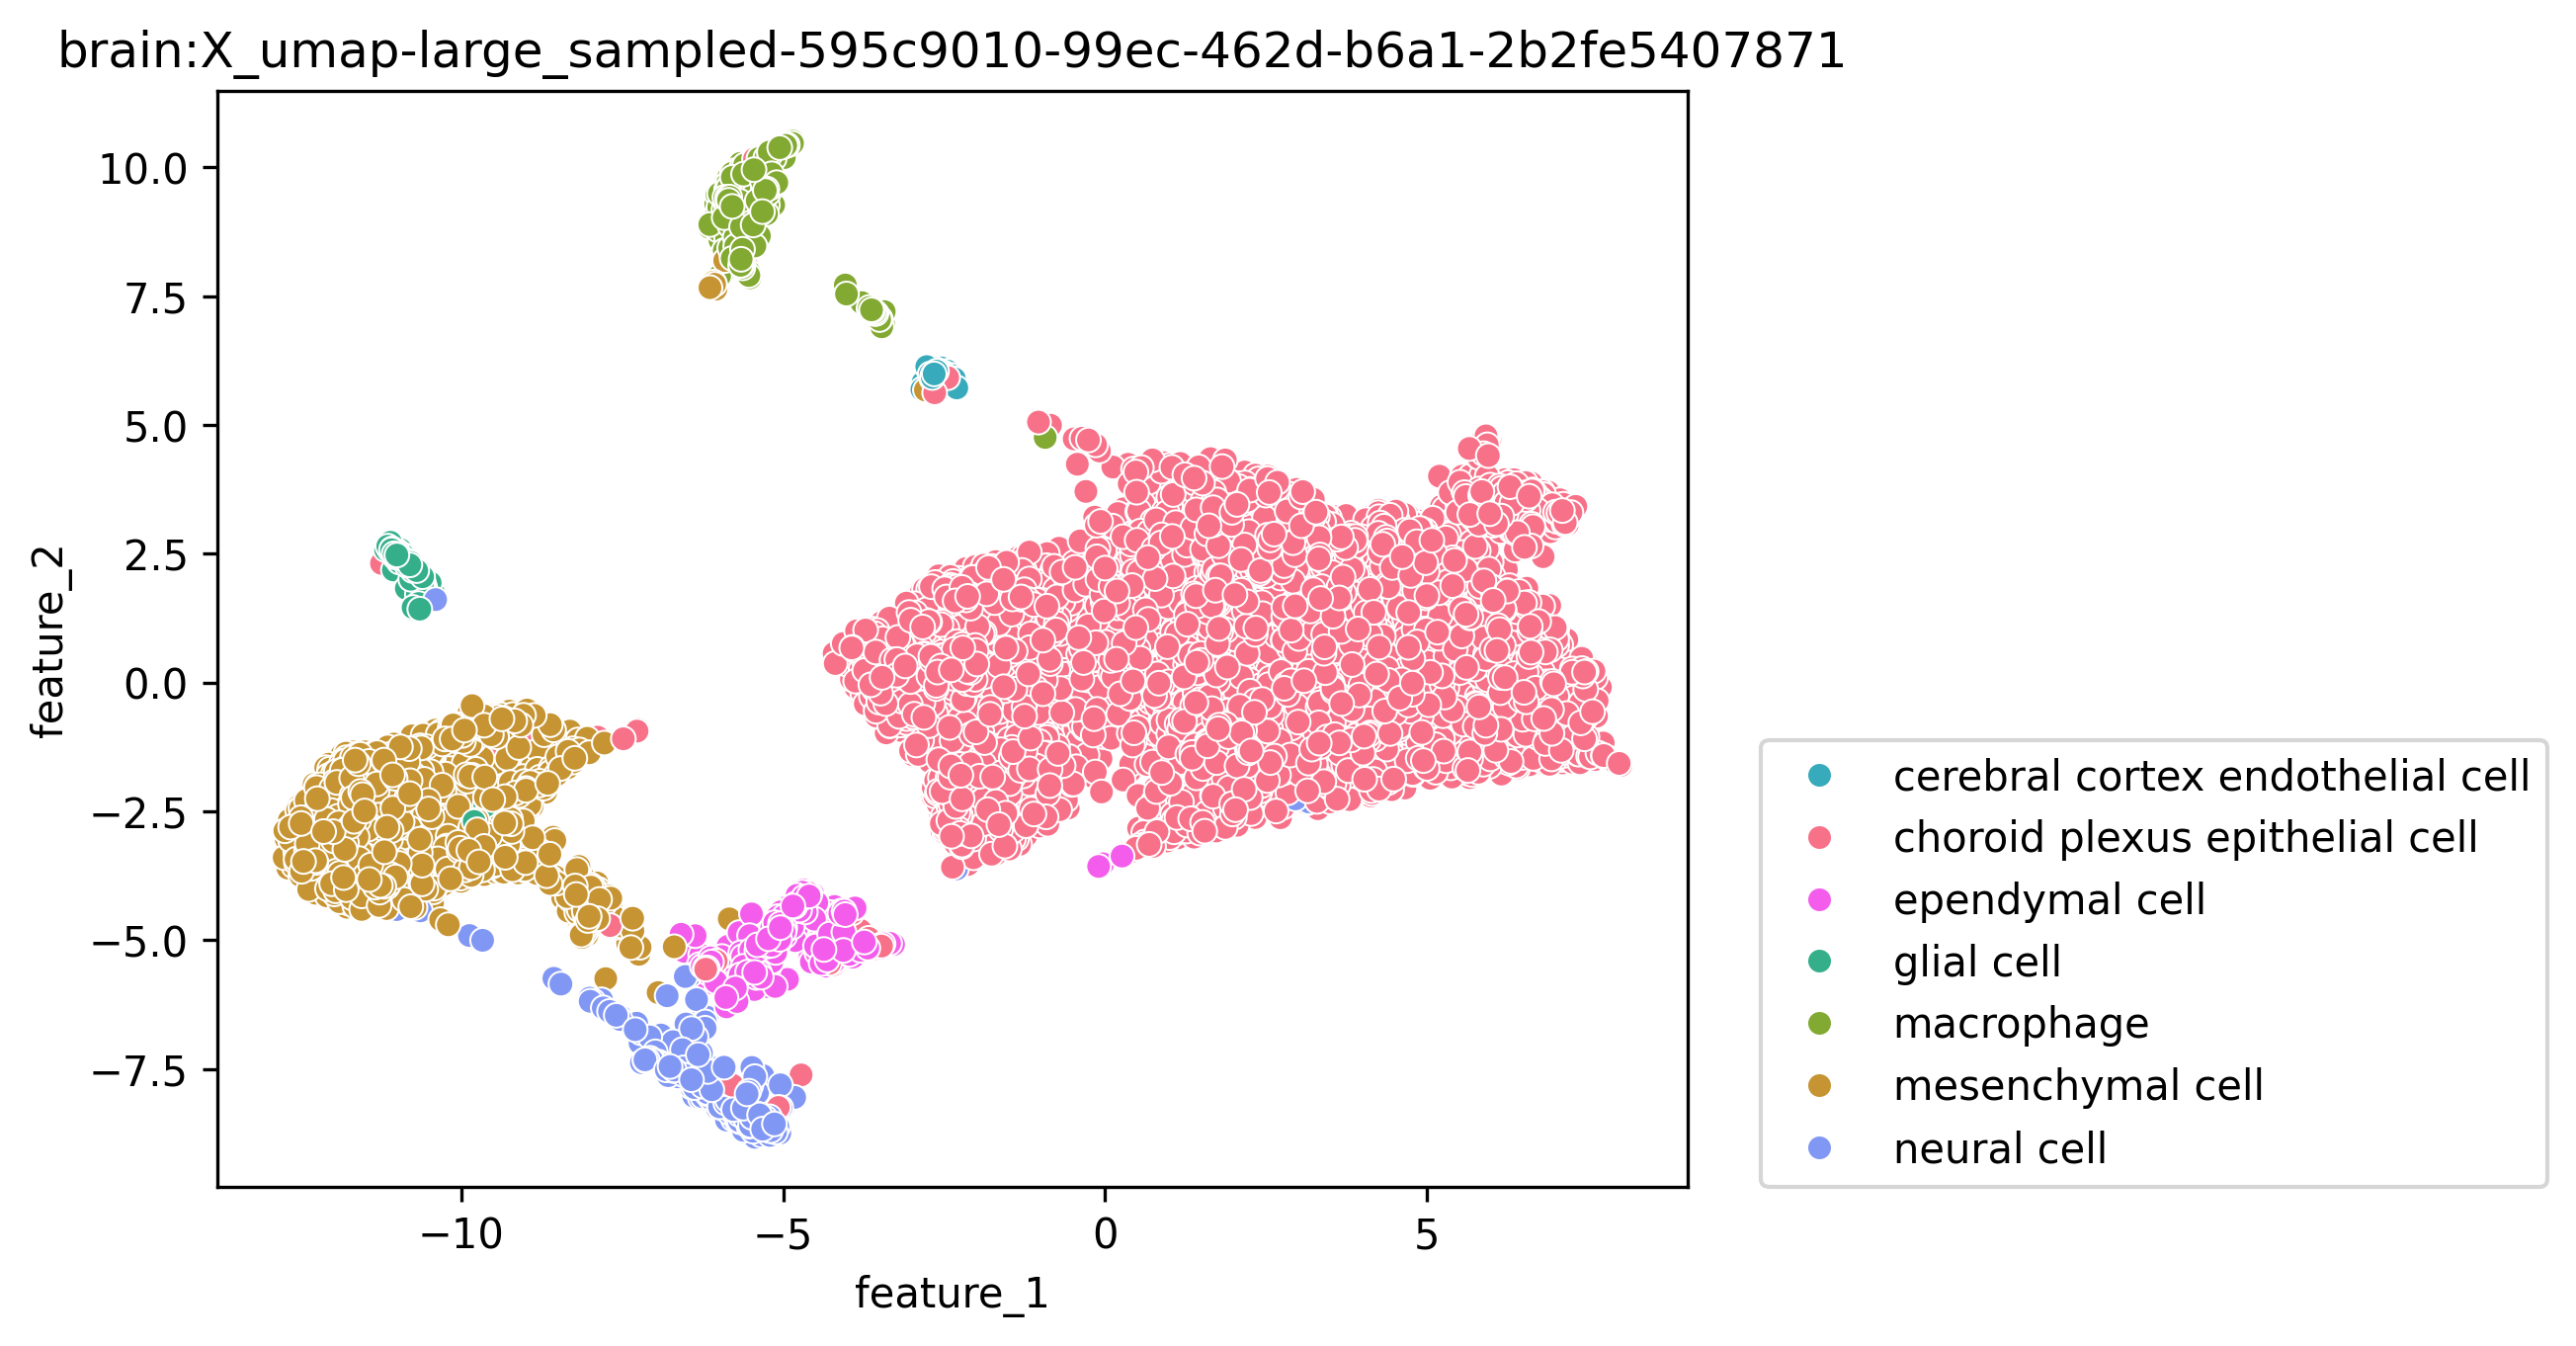 brain:X_umap-large_sampled-595c9010-99ec-462d-b6a1-2b2fe5407871
feature_2
10.0
7.5
5.0
2.5
0.0
−2.5
−5.0
−7.5
−10
−5
0
5
feature_1
cerebral cortex endothelial cell
choroid plexus epithelial cell
ependymal cell
glial cell
macrophage
mesenchymal cell
neural cell